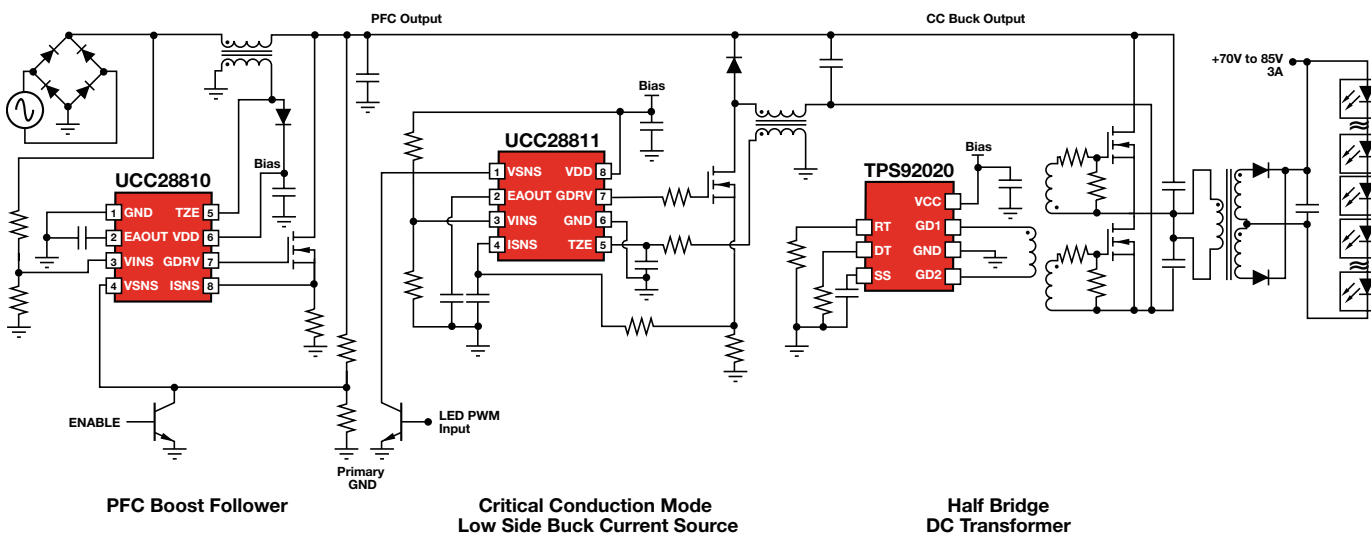 PFC Output
CC Buck Output
+70V to 85V
3A
Bias
UCC28810
1 GND TZE 5
2 EAOUT VDD 6
3 VINS GDRV 7
4 VSNS ISNS 8
ENABLE
Primary
GND
PFC Boost Follower
Bias
UCC28811
1 VSNS VDD 8
2 EAOUT GDRV 7
3 VINS GND 6
4 ISNS TZE 5
LED PWM
Input
Critical Conduction Mode
Low Side Buck Current Source
Bias
TPS92020
VCC
RT GD1
DT GND
SS GD2
Half Bridge
DC Transformer